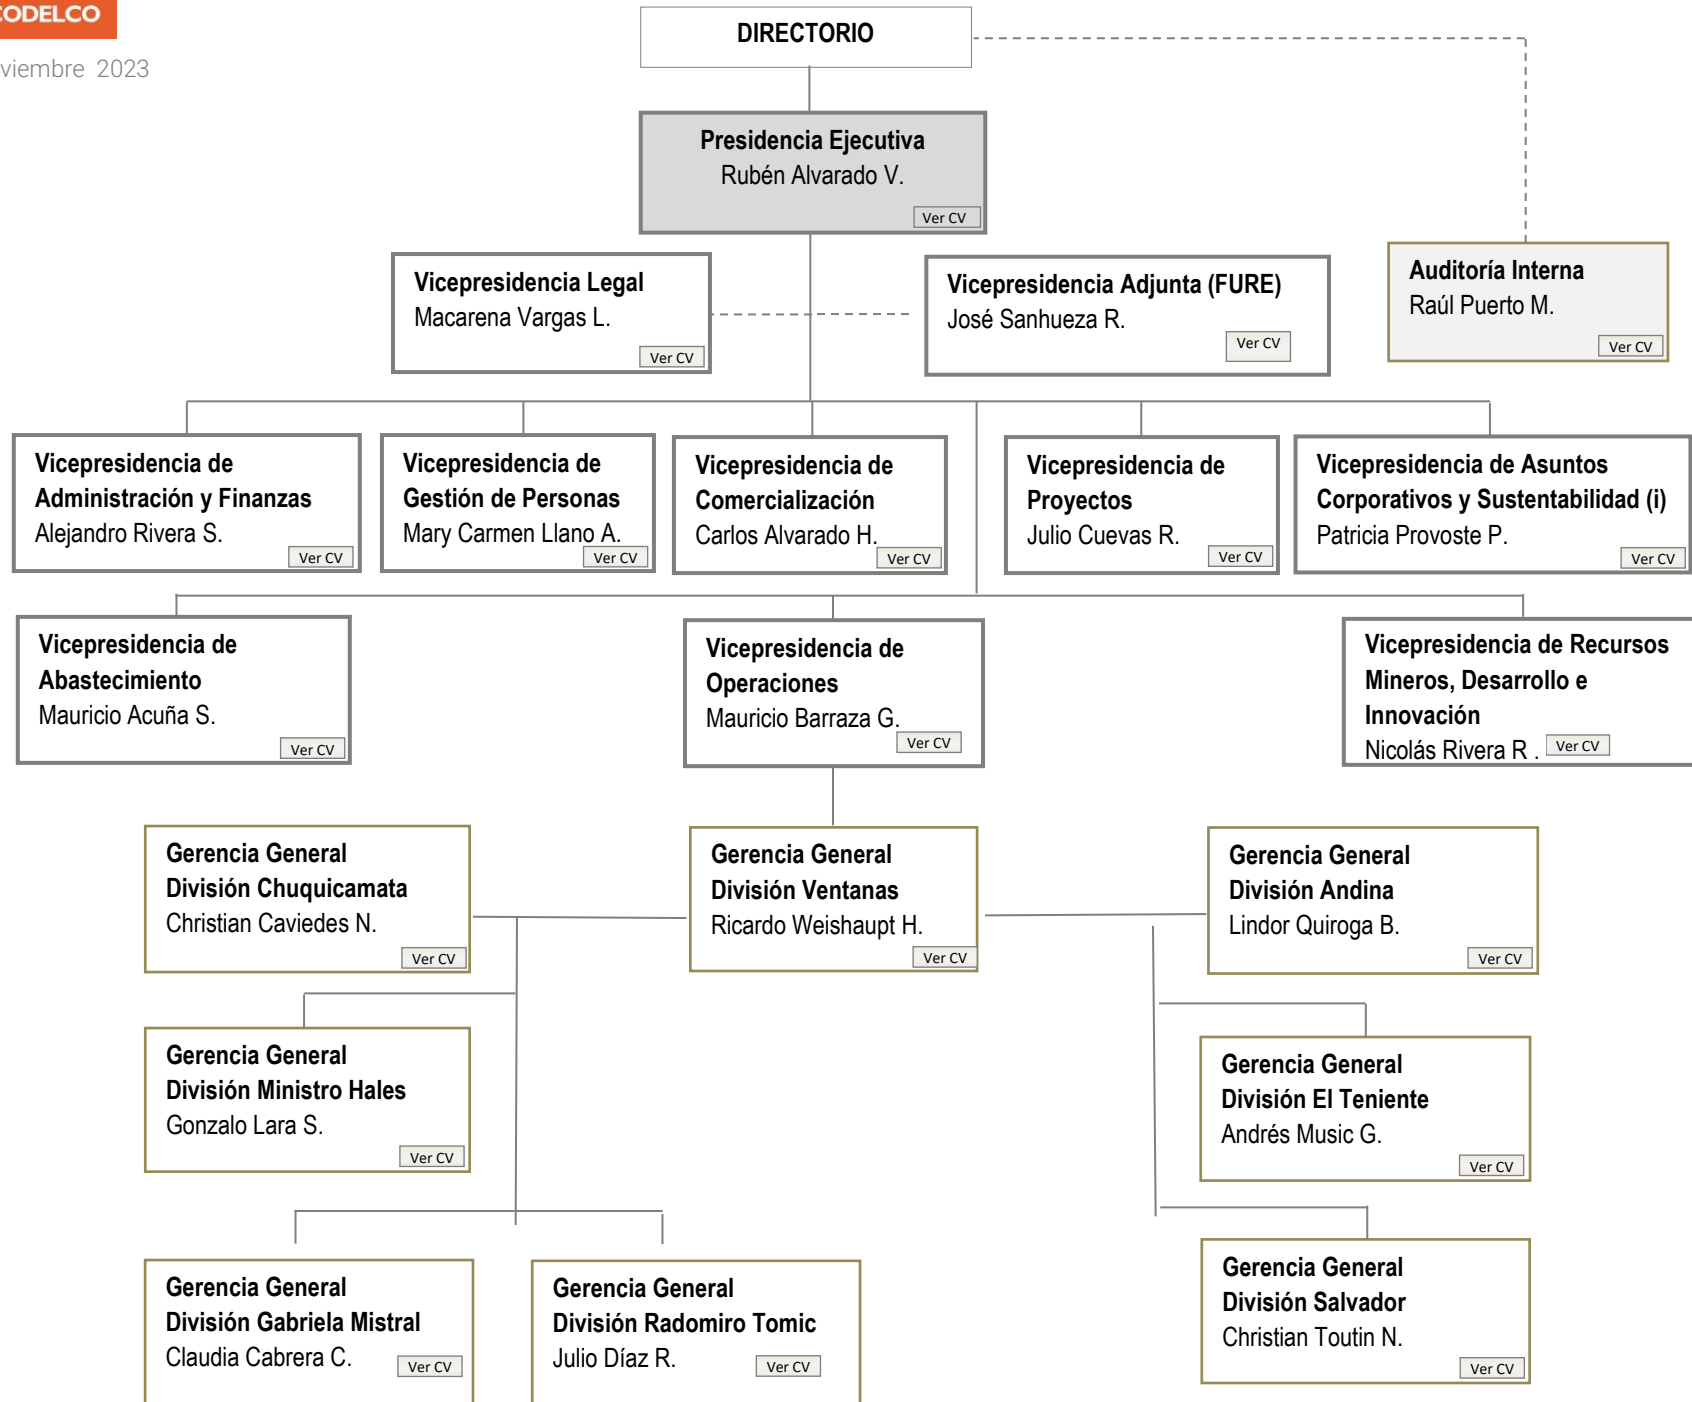 CODELCO
viembre 2023
DIRECTORIO
Presidencia Ejecutiva
Rubén Alvarado V.
Ver CV
Vicepresidencia Legal
Macarena Vargas L.
Ver CV
Vicepresidencia Adjunta (FURE)
José Sanhueza R.
Ver CV
Auditoría Interna
Raúl Puerto M.
Ver CV
Vicepresidencia de
Administración y Finanzas
Alejandro Rivera S.
Ver CV
Vicepresidencia de
Gestión de Personas
Mary Carmen Llano A.
Ver CV
Vicepresidencia de
Comercialización
Carlos Alvarado H.
Ver CV
Vicepresidencia de
Proyectos
Julio Cuevas R.
Ver CV
Vicepresidencia de Asuntos
Corporativos y Sustentabilidad (i)
Patricia Provoste P.
Ver CV
Vicepresidencia de
Abastecimiento
Mauricio Acuña S.
Ver CV
Vicepresidencia de
Operaciones
Mauricio Barraza G.
Ver CV
Vicepresidencia de Recursos
Mineros, Desarrollo e
Innovación
Nicolás Rivera R . Ver CV
Gerencia General
División Chuquicamata
Christian Caviedes N.
Ver CV
Gerencia General
División Ventanas
Ricardo Weishaupt H.
Ver CV
Gerencia General
División Andina
Lindor Quiroga B.
Ver CV
Gerencia General
División Ministro Hales
Gonzalo Lara S.
Ver CV
Gerencia General
División El Teniente
Andrés Music G.
Ver CV
Gerencia General
División Gabriela Mistral
Claudia Cabrera C. Ver CV
Gerencia General
División Radomiro Tomic
Julio Díaz R. Ver CV
Gerencia General
División Salvador
Christian Toutin N.
Ver CV